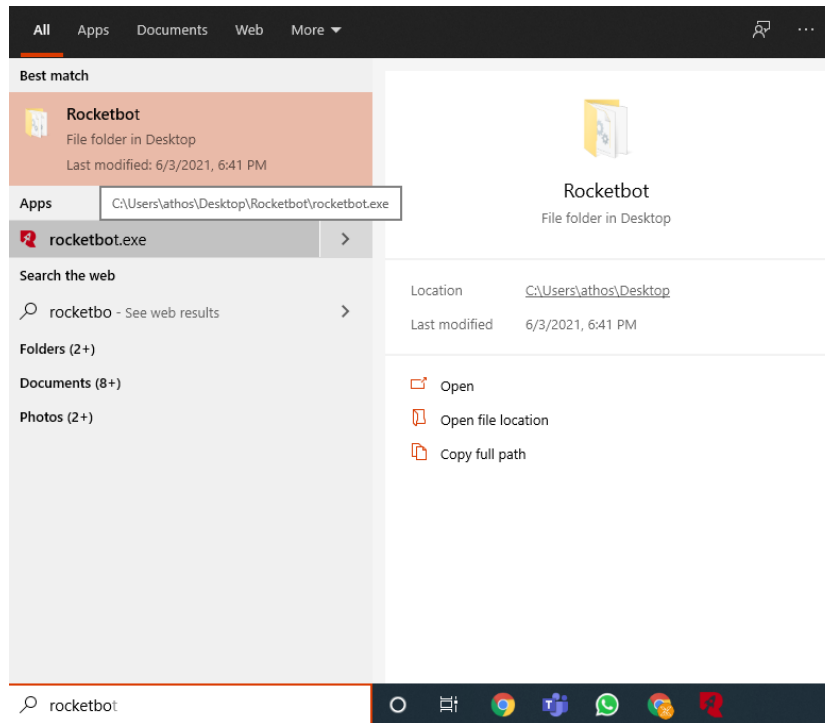 All Apps Documents Web More
Best match
Rocketbot
File folder in Desktop
Last modified: 6/3/2021, 6:41 PM
Apps
C:\Users\athos\Desktop\Rocketbot\rocketbot.exe
rocketbot.exe
Search the web
rocketbo - See web results
Folders (2+)
Documents (8+)
Photos (2+)
Rocketbot
File folder in Desktop
Location C:\Users\athos\Desktop
Last modified 6/3/2021, 6:41 PM
Open
Open file location
Copy full path
rocketbot